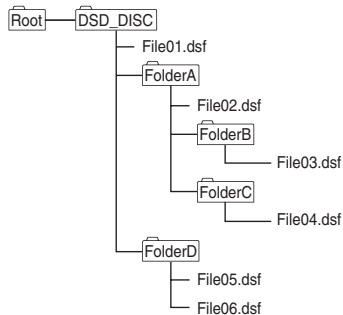 Root DSD_DISC
File01.dsf
FolderA
File02.dsf
FolderB
File03.dsf
FolderC
File04.dsf
FolderD
File05.dsf
File06.dsf